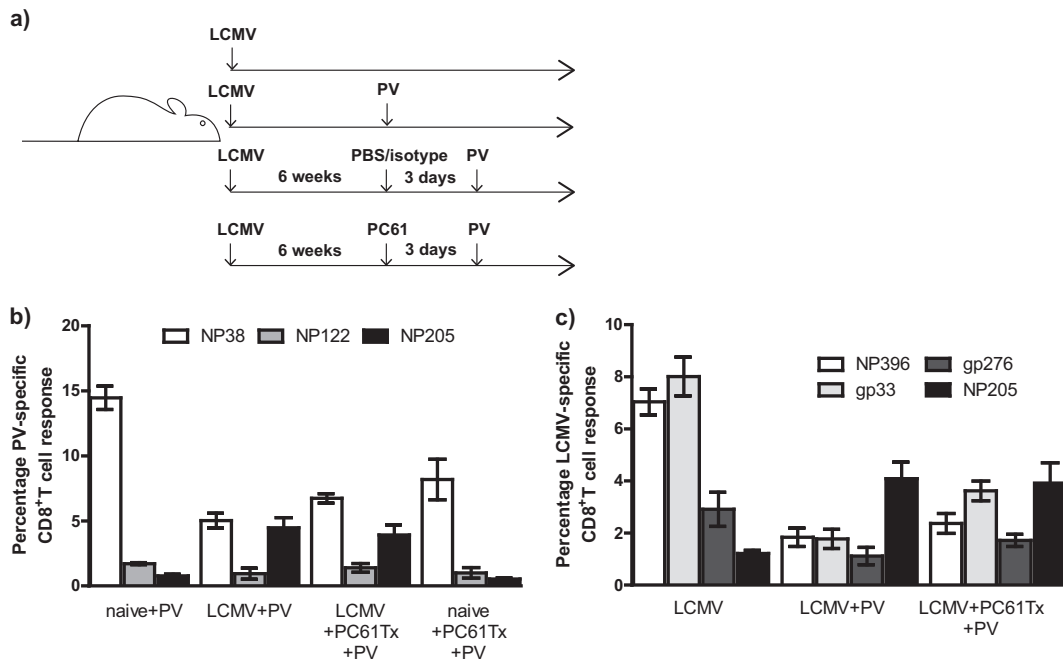 a)
LCMV
LCMV PV
LCMV PBS/isotype PV
6 weeks 3 days
LCMV PC61 PV
6 weeks 3 days
b)
Percentage PV-specific
CD8+T cell response
20
15
10
5
0
NP38 NP122 NP205
naive+PV
LCMV+PV
LCMV
+PC61Tx
+PV
naive
+PC61Tx
+PV
c)
Percentage LCMV-specific
CD8+T cell response
10
8
6
4
2
0
NP396 gp276
gp33 NP205
LCMV
LCMV+PV
LCMV+PC61Tx
+PV